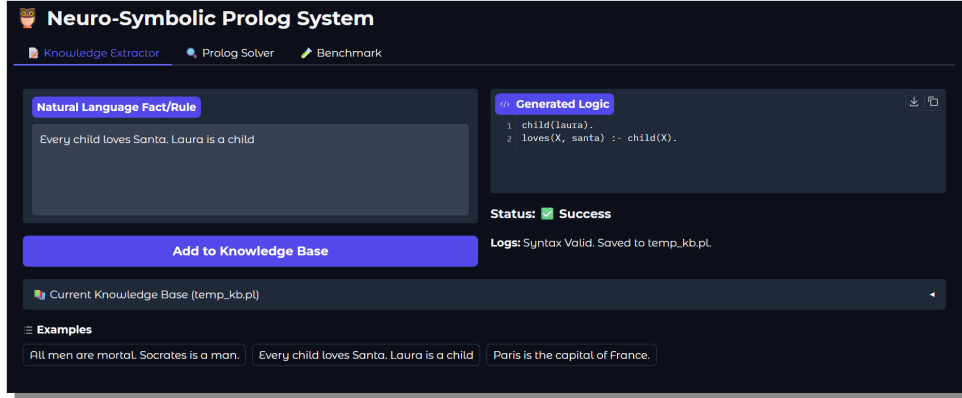 Neuro-Symbolic Prolog System
Knowledge Extractor Prolog Solver Benchmark
Natural Language Fact/Rule
Every child loves Santa. Laura is a child
Add to Knowledge Base
</> Generated Logic
1 child(laura).
2 loves(X, santa) :- child(X).
Status: ✅ Success
Logs: Syntax Valid. Saved to temp_kb.pl.
Current Knowledge Base (temp_kb.pl)
Examples
All men are mortal. Socrates is a man. Every child loves Santa. Laura is a child Paris is the capital of France.